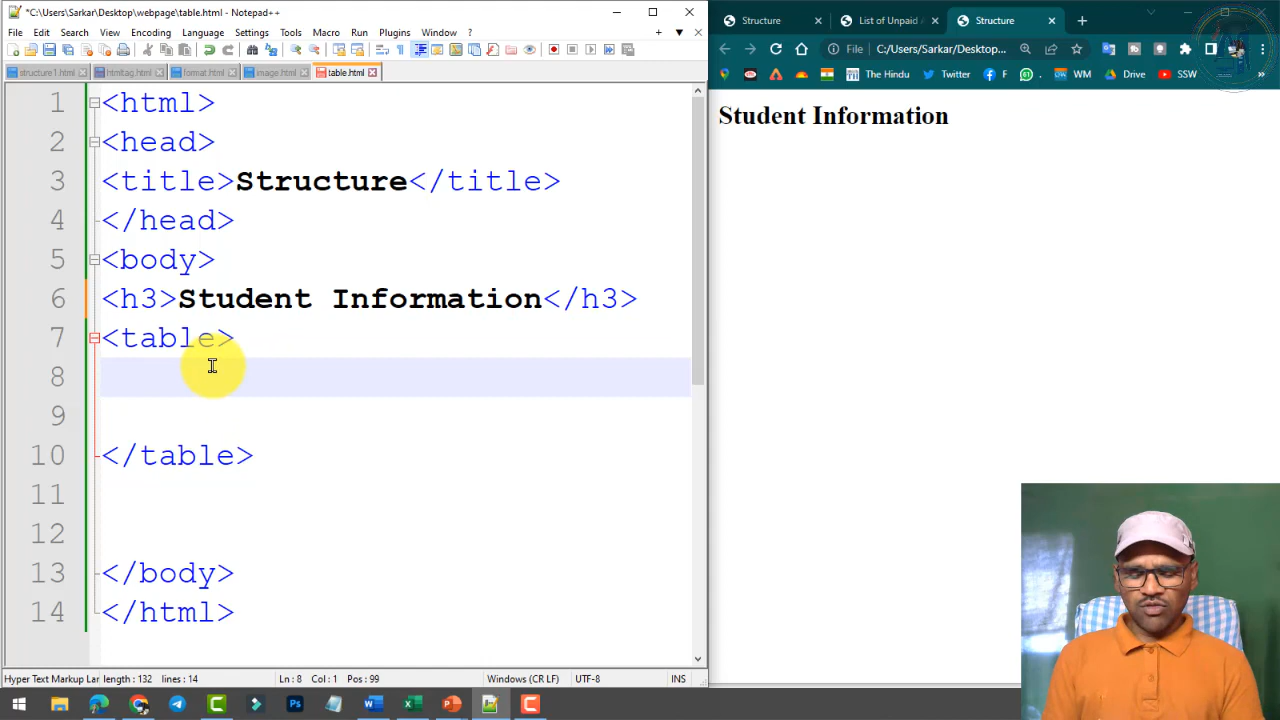 *C:\Users\Sarkar\Desktop\webpage\table.html - Notepad++
File Edit Search View Encoding Language Settings Tools Macro Run Plugins Window ?
structure1.html htmltag.html format.html image.html table.html
1 <html>
2 <head>
3 <title>Structure</title>
4 </head>
5 <body>
6 <h3>Student Information</h3>
7 <table>
8
9
10 </table>
11
12
13 </body>
14 </html>
Hyper Text Markup Lar length : 132 lines : 14 Ln : 8 Col : 1 Pos : 99 Windows (CR LF) UTF-8 INS
Structure List of Unpaid Structure
File C:/Users/Sarkar/Desktop...
The Hindu Twitter F WM Drive SSW
Student Information